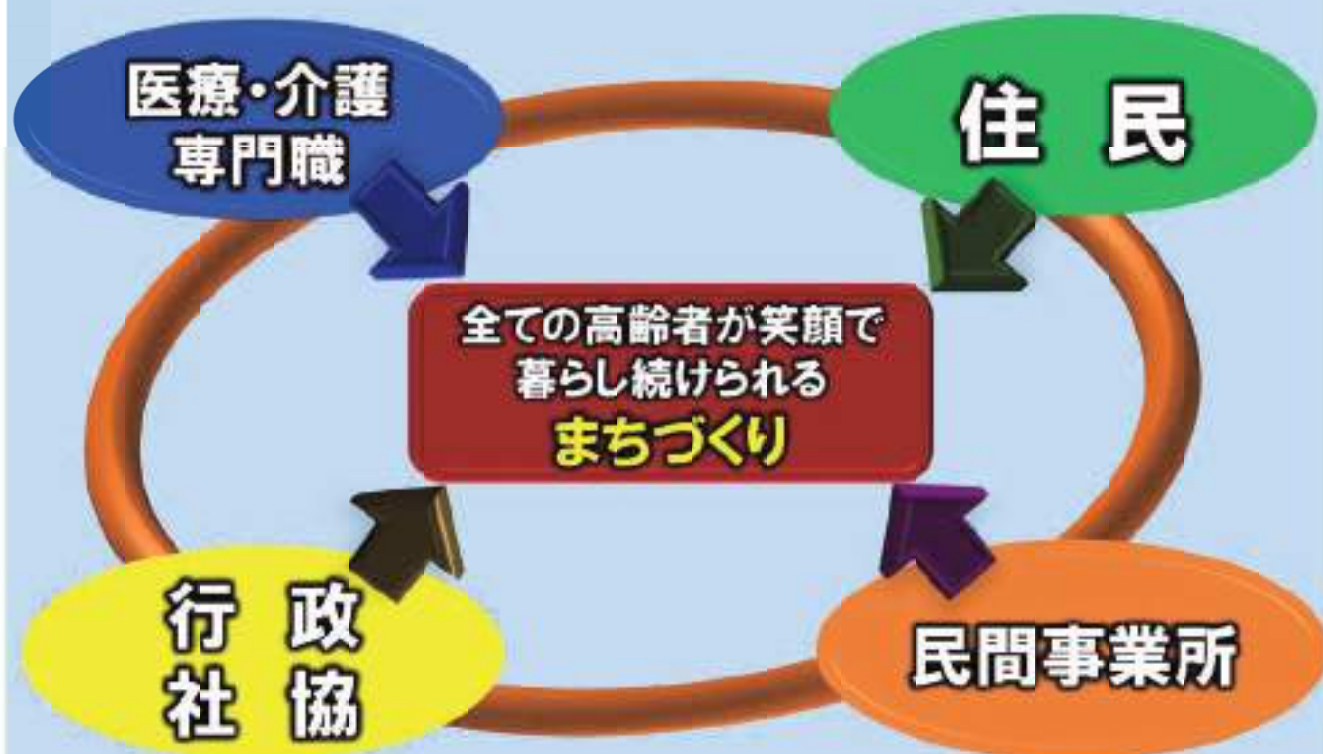 医療・介護
専門職
住　民
全ての高齢者が笑顔で
暮らし続けられる
まちづくり
行　政
社　協
民間事業所